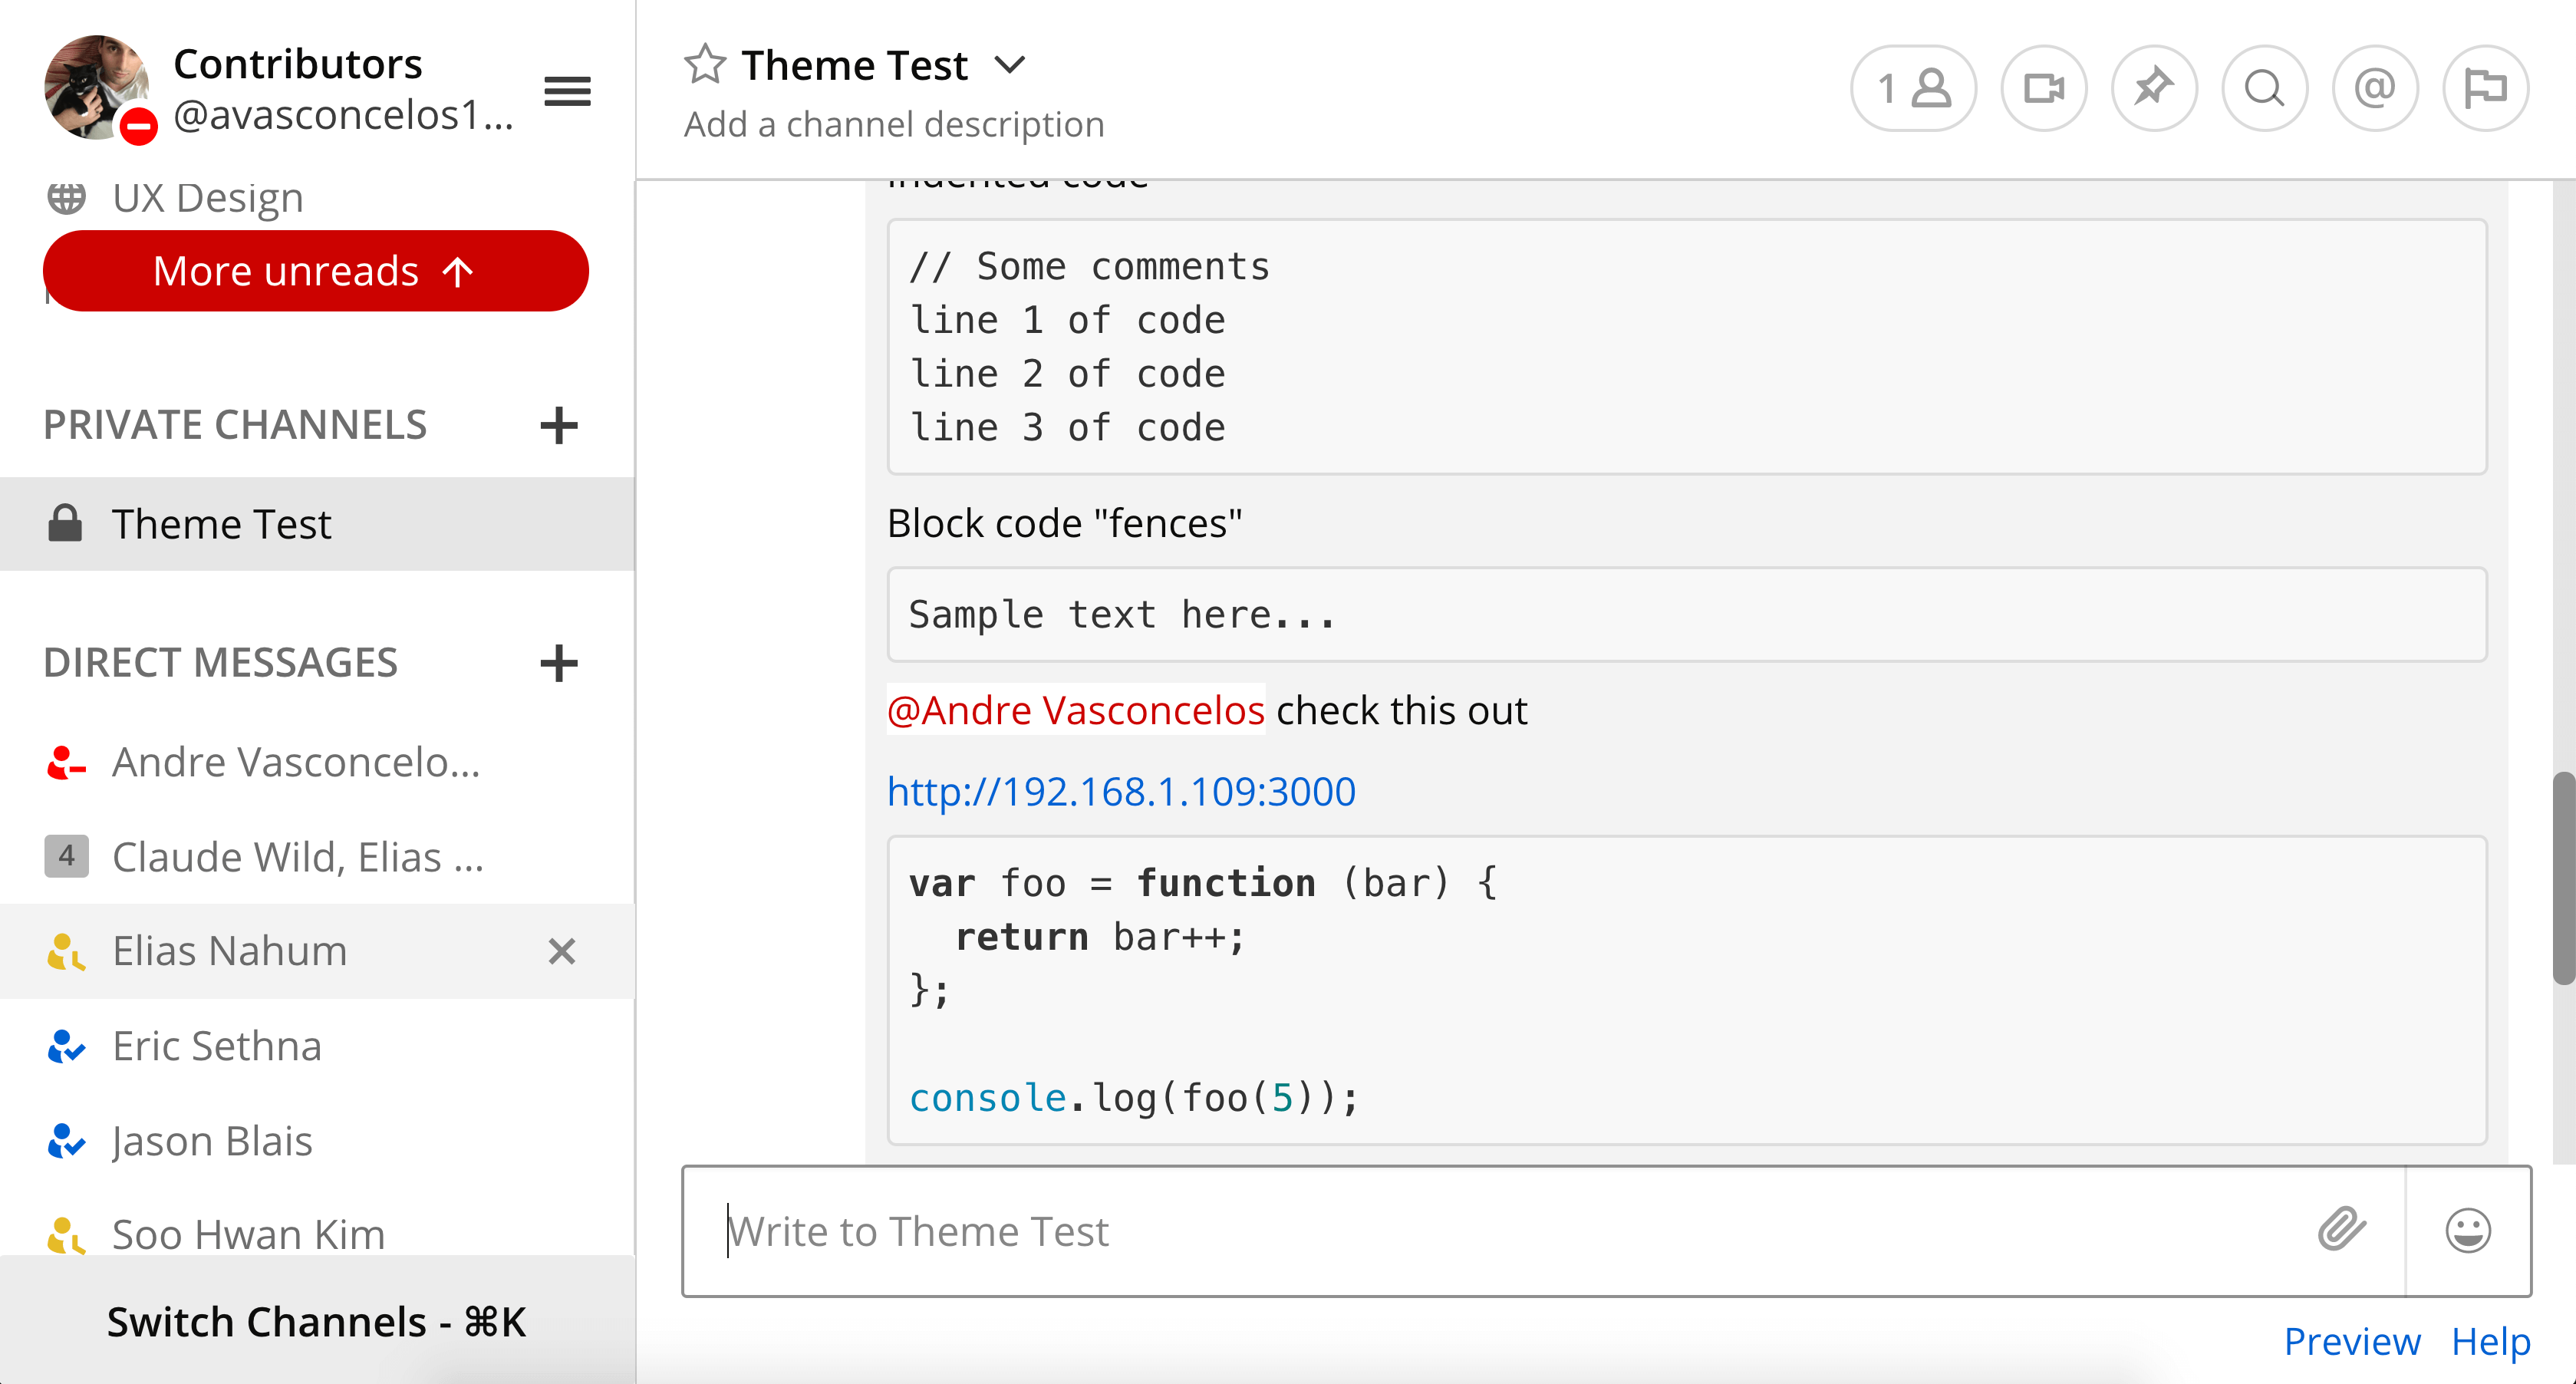 Contributors
@avasconcelos1...
UX Design
More unreads
PRIVATE CHANNELS
Theme Test
DIRECT MESSAGES
Andre Vasconcelo...
4 Claude Wild, Elias ...
Elias Nahum
Eric Sethna
Jason Blais
Soo Hwan Kim
Switch Channels - ⌘K
Theme Test
Add a channel description
1
@
Indented code
// Some comments
line 1 of code
line 2 of code
line 3 of code
Block code "fences"
Sample text here...
@Andre Vasconcelos check this out
http://192.168.1.109:3000
var foo = function (bar) {
  return bar++;
};
console.log(foo(5));
Write to Theme Test
Preview Help